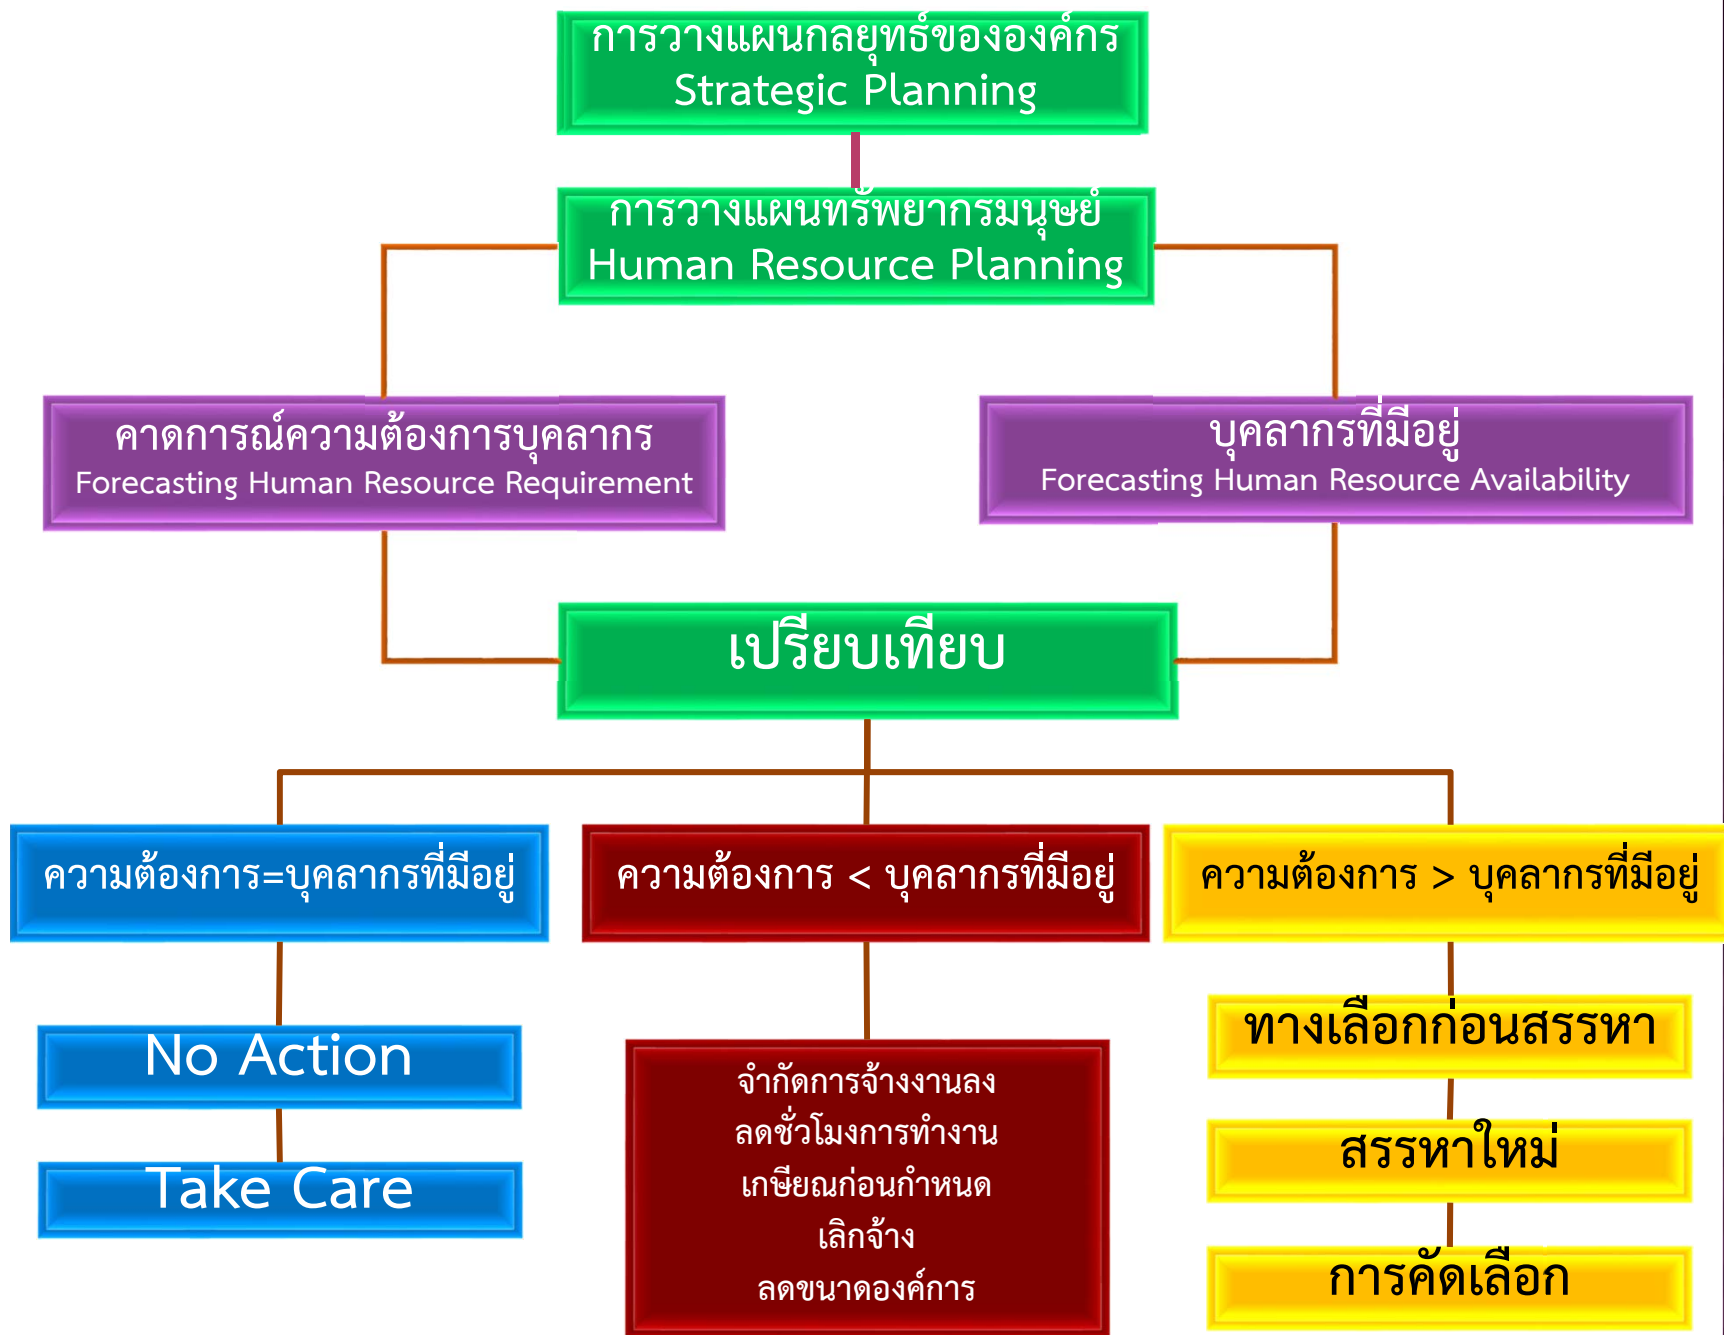 การวางแผนกลยุทธ์ขององค์กร
Strategic Planning
การวางแผนทรัพยากรมนุษย์
Human Resource Planning
คาดการณ์ความต้องการบุคลากร
Forecasting Human Resource Requirement
บุคลากรที่มีอยู่
Forecasting Human Resource Availability
เปรียบเทียบ
ความต้องการ=บุคลากรที่มีอยู่
ความต้องการ < บุคลากรที่มีอยู่
ความต้องการ > บุคลากรที่มีอยู่
No Action
Take Care
จำกัดการจ้างงานลง
ลดชั่วโมงการทำงาน
เกษียณก่อนกำหนด
เลิกจ้าง
ลดขนาดองค์การ
ทางเลือกก่อนสรรหา
สรรหาใหม่
การคัดเลือก